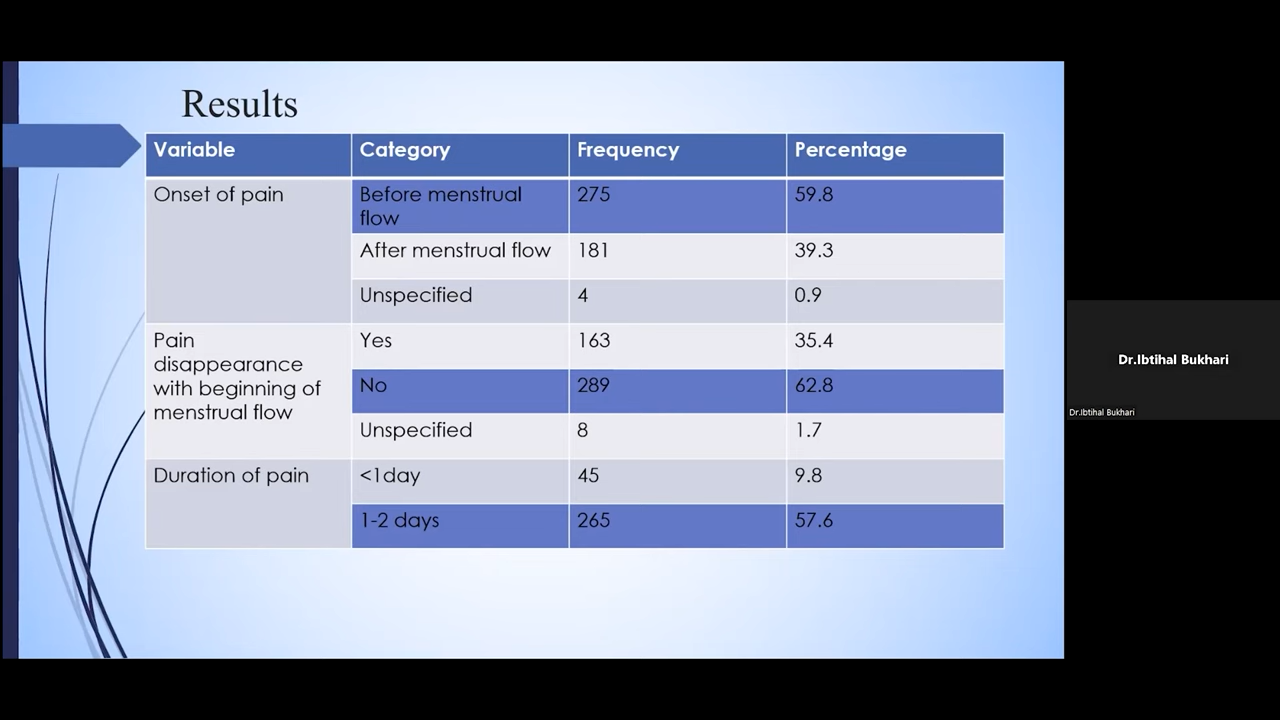 Results
Variable Category Frequency Percentage
Onset of pain Before menstrual 275 59.8
flow
After menstrual flow 181 39.3
Unspecified 4 0.9
Pain Yes 163 35.4
disappearance
with beginning of No 289 62.8
menstrual flow
Unspecified 8 1.7
Duration of pain <1day 45 9.8
1-2 days 265 57.6
Dr.Ibtihal Bukhari
Dr.Ibtihal Bukhari